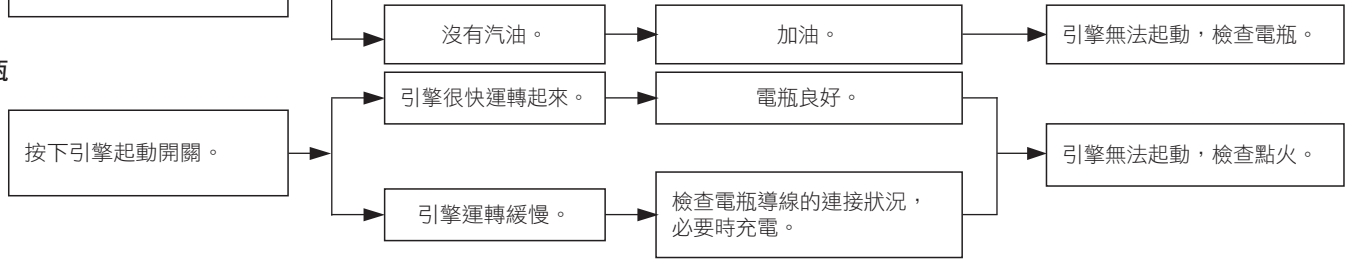 沒有汽油。
加油。
引擎無法起動，檢查電瓶。
瓶
按下引擎起動開關。
引擎很快運轉起來。
電瓶良好。
引擎運轉緩慢。
檢查電瓶導線的連接狀況，
必要時充電。
引擎無法起動，檢查點火。